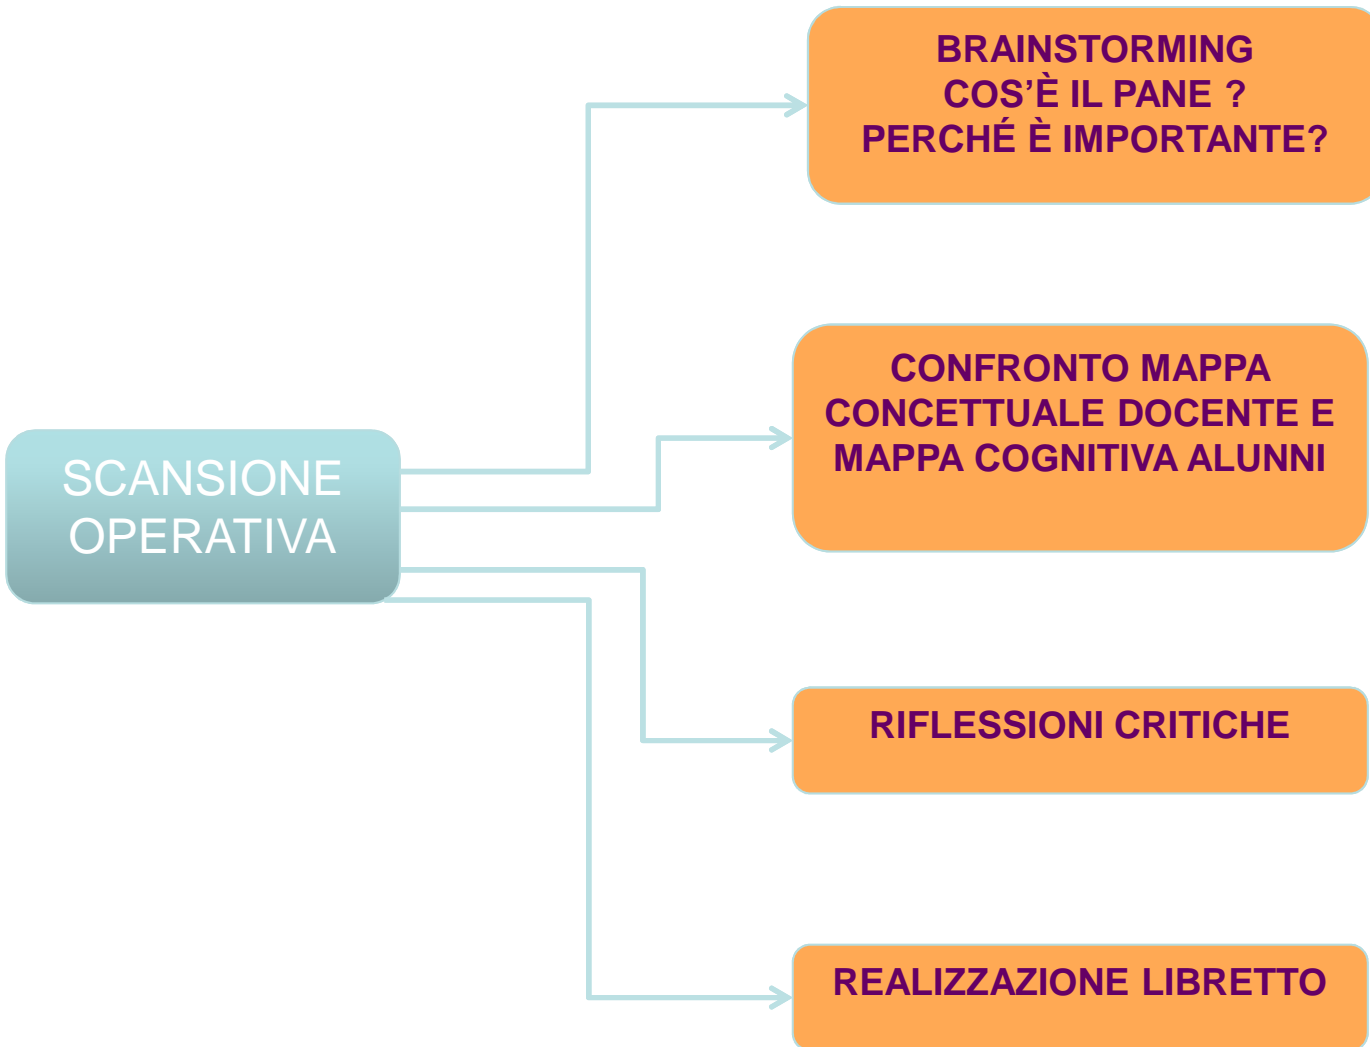 BRAINSTORMING
COS’È IL PANE ?
PERCHÉ È IMPORTANTE?
CONFRONTO MAPPA
CONCETTUALE DOCENTE E
MAPPA COGNITIVA ALUNNI
SCANSIONE
OPERATIVA
RIFLESSIONI CRITICHE
REALIZZAZIONE LIBRETTO